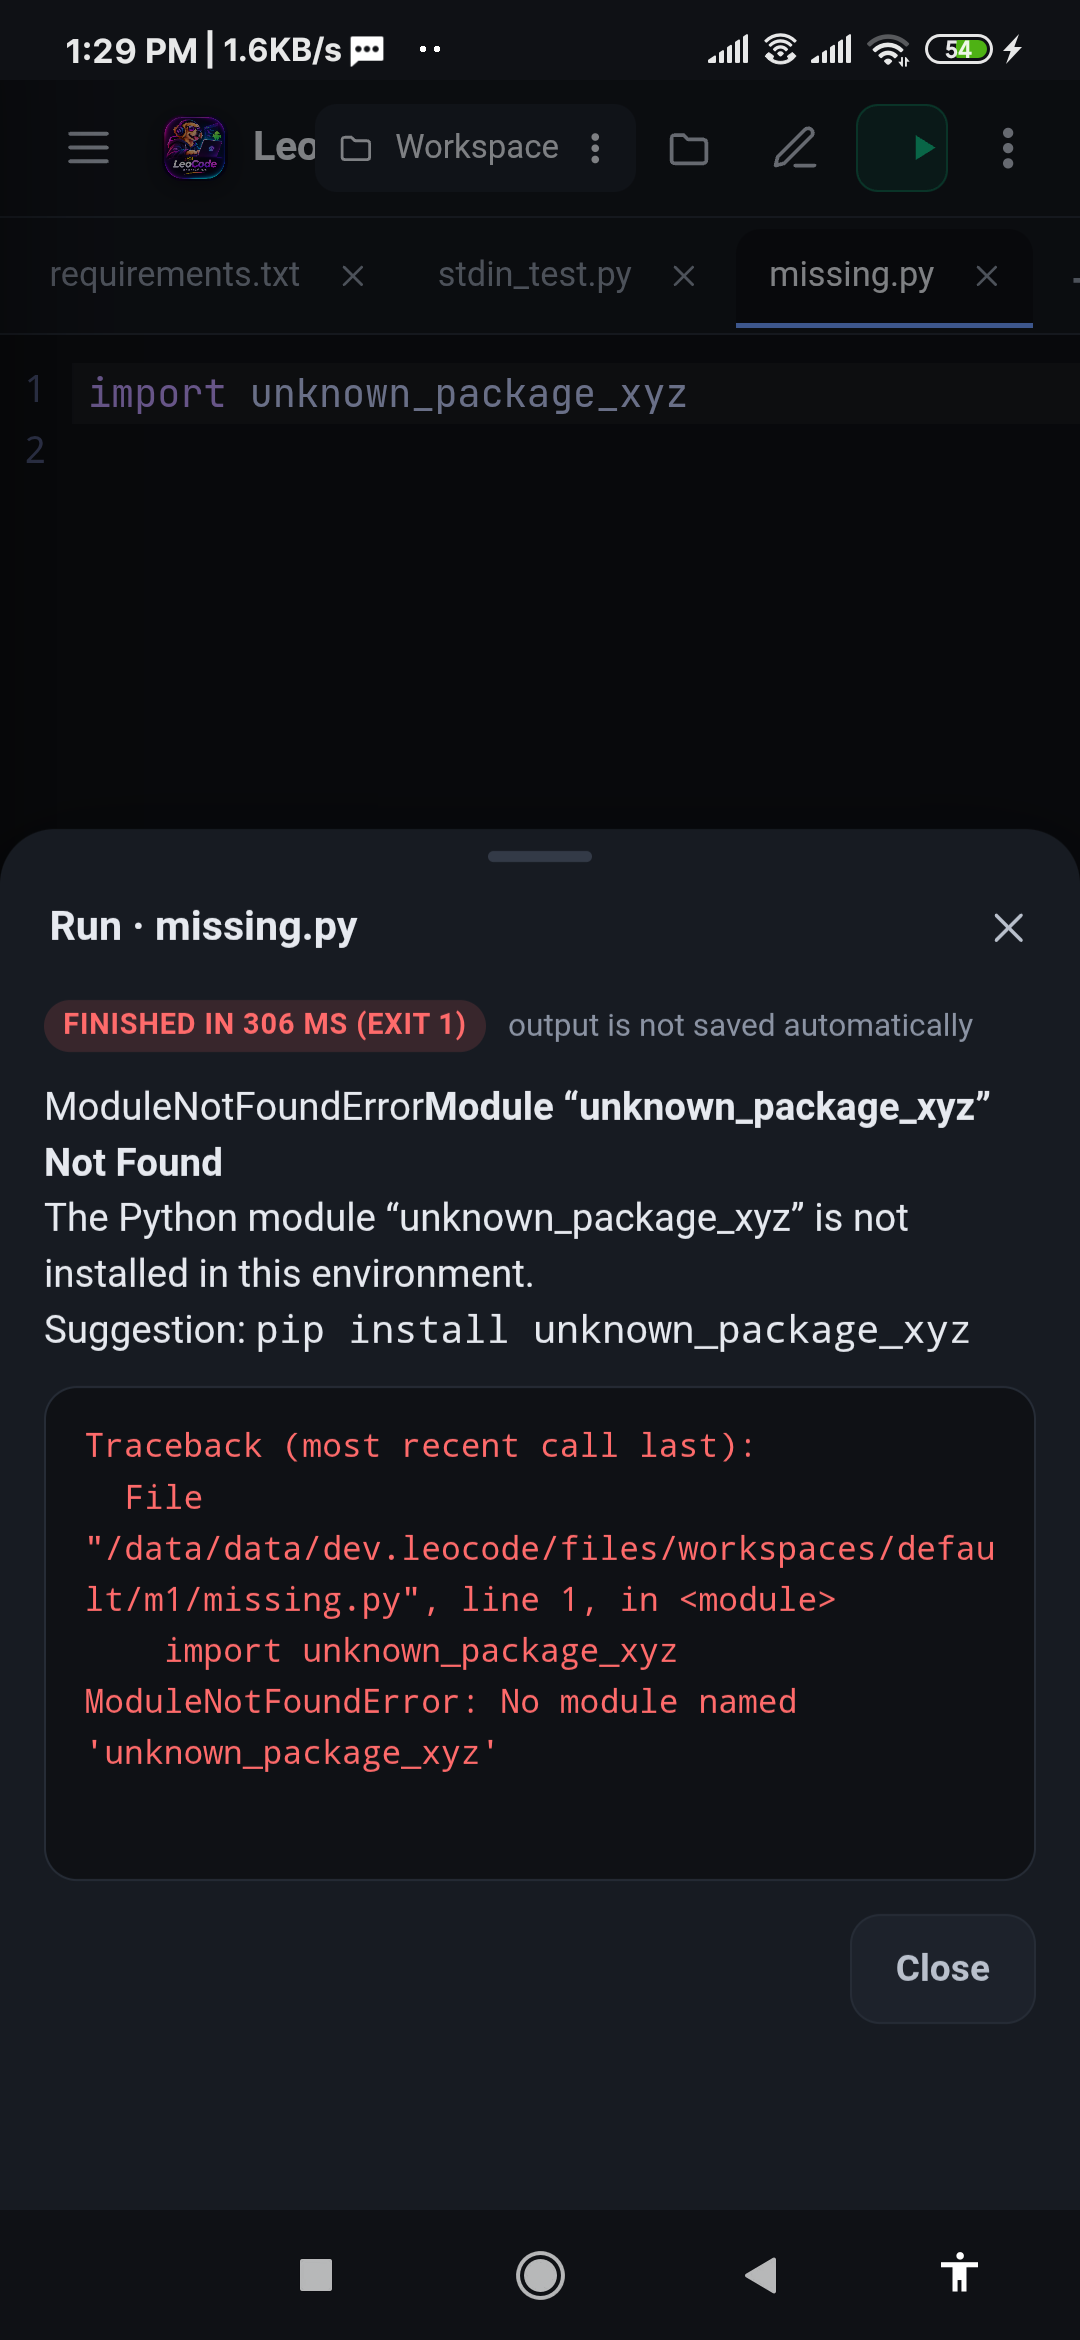 1:29 PM | 1.6KB/s
54
Leo
Workspace
LeoCode
requirements.txt
stdin_test.py
missing.py
1 import unknown_package_xyz
2
Run · missing.py
FINISHED IN 306 MS (EXIT 1) output is not saved automatically
ModuleNotFoundErrorModule “unknown_package_xyz”
Not Found
The Python module “unknown_package_xyz” is not
installed in this environment.
Suggestion: pip install unknown_package_xyz
Traceback (most recent call last):
File
"/data/data/dev.leocode/files/workspaces/defau
lt/m1/missing.py", line 1, in <module>
import unknown_package_xyz
ModuleNotFoundError: No module named
'unknown_package_xyz'
Close